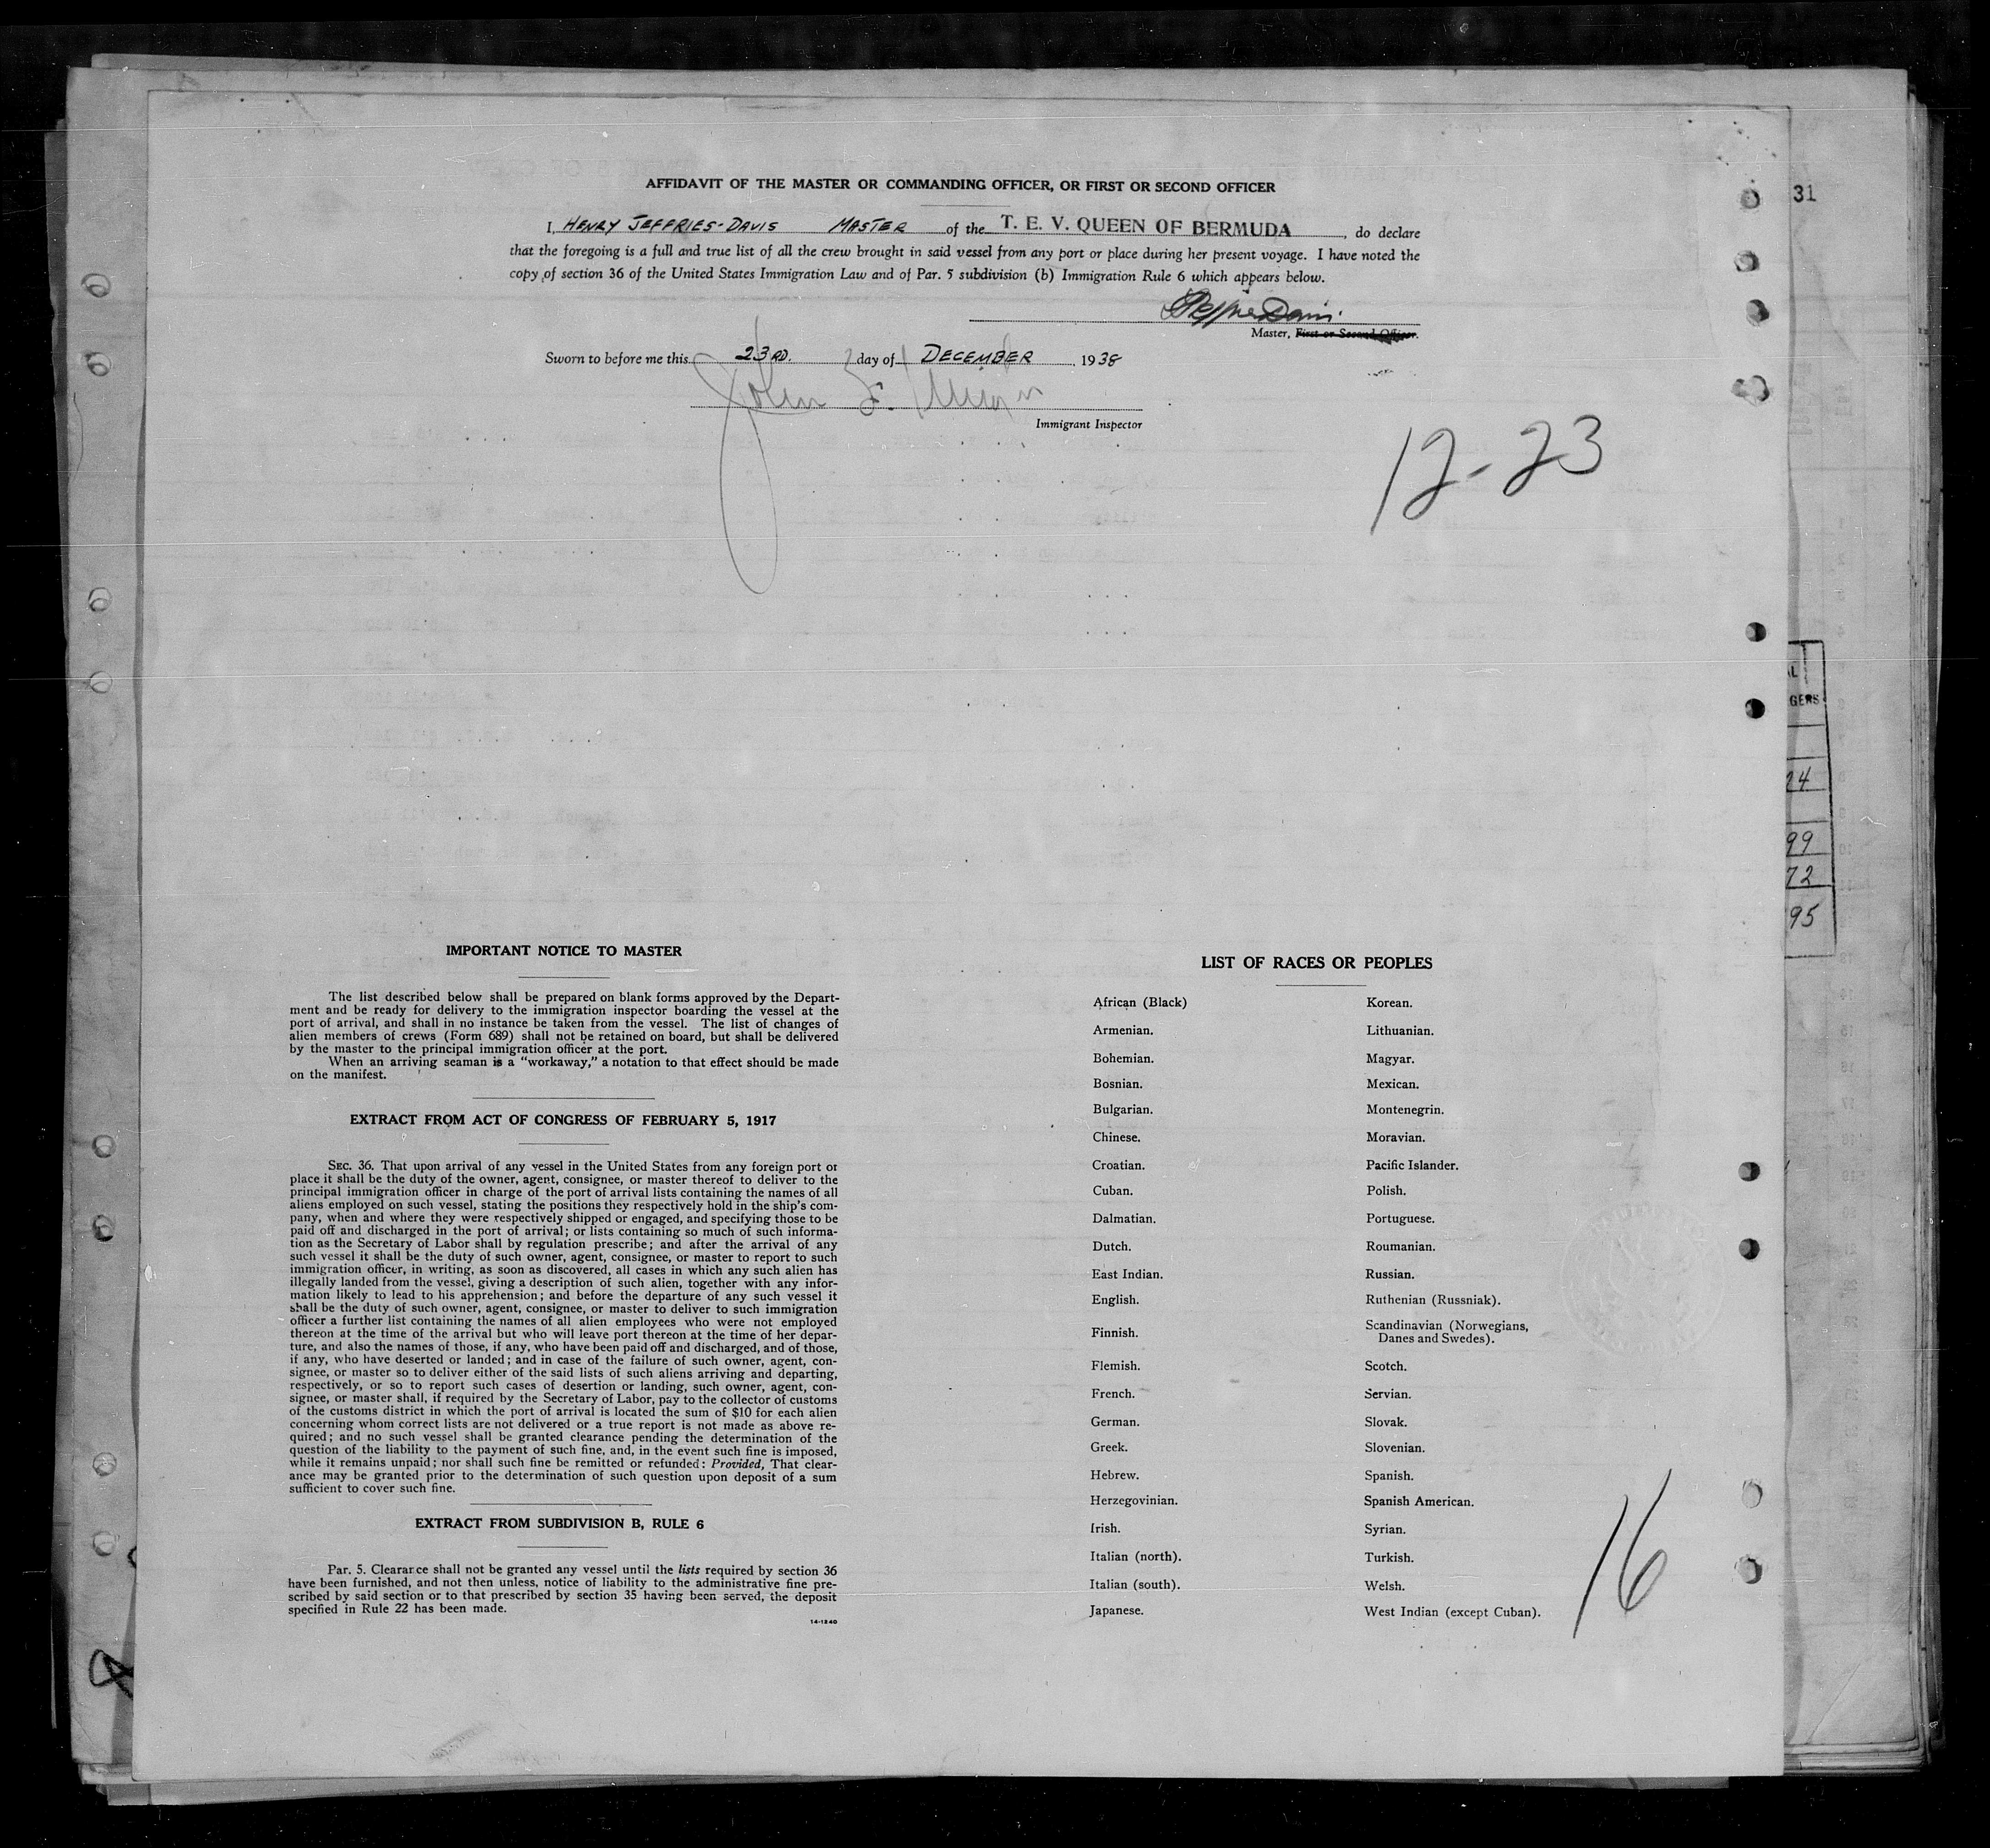 31
AFFIDAVIT OF THE MASTER OR COMMANDING OFFICER, OR FIRST OR SECOND OFFICER
I, HENRY JEFFRIES-DAVIS MASTER of the T. E. V. QUEEN OF BERMUDA, do declare
that the foregoing is a full and true list of all the crew brought in said vessel from any port or place during her present voyage. I have noted the
copy of section 36 of the United States Immigration Law and of Par. 5 subdivision (b) Immigration Rule 6 which appears below.
Master, First or Second Officer.
Sworn to before me this 23RD. day of DECEMBER, 1938
John F.
Immigrant Inspector
12-23
GERS
24
99
72
95
IMPORTANT NOTICE TO MASTER
The list described below shall be prepared on blank forms approved by the Depart-
ment and be ready for delivery to the immigration inspector boarding the vessel at the
port of arrival, and shall in no instance be taken from the vessel. The list of changes of
alien members of crews (Form 689) shall not be retained on board, but shall be delivered
by the master to the principal immigration officer at the port.
When an arriving seaman is a "workaway," a notation to that effect should be made
on the manifest.
EXTRACT FROM ACT OF CONGRESS OF FEBRUARY 5, 1917
SEC. 36. That upon arrival of any vessel in the United States from any foreign port or
place it shall be the duty of the owner, agent, consignee, or master thereof to deliver to the
principal immigration officer in charge of the port of arrival lists containing the names of all
aliens employed on such vessel, stating the positions they respectively hold in the ship's com-
pany, when and where they were respectively shipped or engaged, and specifying those to be
paid off and discharged in the port of arrival; or lists containing so much of such informa-
tion as the Secretary of Labor shall by regulation prescribe; and after the arrival of any
such vessel it shall be the duty of such owner, agent, consignee, or master to report to such
immigration officer, in writing, as soon as discovered, all cases in which any such alien has
illegally landed from the vessel, giving a description of such alien, together with any infor-
mation likely to lead to his apprehension; and before the departure of any such vessel it
shall be the duty of such owner, agent, consignee, or master to deliver to such immigration
officer a further list containing the names of all alien employees who were not employed
thereon at the time of the arrival but who will leave port thereon at the time of her depar-
ture, and also the names of those, if any, who have been paid off and discharged, and of those,
if any, who have deserted or landed; and in case of the failure of such owner, agent, con-
signee, or master so to deliver either of the said lists of such aliens arriving and departing,
respectively, or so to report such cases of desertion or landing, such owner, agent, con-
signee, or master shall, if required by the Secretary of Labor, pay to the collector of customs
of the customs district in which the port of arrival is located the sum of $10 for each alien
concerning whom correct lists are not delivered or a true report is not made as above re-
quired; and no such vessel shall be granted clearance pending the determination of the
question of the liability to the payment of such fine, and, in the event such fine is imposed,
while it remains unpaid; nor shall such fine be remitted or refunded: Provided, That clear-
ance may be granted prior to the determination of such question upon deposit of a sum
sufficient to cover such fine.
EXTRACT FROM SUBDIVISION B, RULE 6
Par. 5. Clearance shall not be granted any vessel until the lists required by section 36
have been furnished, and not then unless, notice of liability to the administrative fine pre-
scribed by said section or to that prescribed by section 35 having been served, the deposit
specified in Rule 22 has been made.
14-1240
LIST OF RACES OR PEOPLES
African (Black)
Armenian.
Bohemian.
Bosnian.
Bulgarian.
Chinese.
Croatian.
Cuban.
Dalmatian.
Dutch.
East Indian.
English.
Finnish.
Flemish.
French.
German.
Greek.
Hebrew.
Herzegovinian.
Irish.
Italian (north).
Italian (south).
Japanese.
Korean.
Lithuanian.
Magyar.
Mexican.
Montenegrin.
Moravian.
Pacific Islander.
Polish.
Portuguese.
Roumanian.
Russian.
Ruthenian (Russniak).
Scandinavian (Norwegians,
Danes and Swedes).
Scotch.
Servian.
Slovak.
Slovenian.
Spanish.
Spanish American.
Syrian.
Turkish.
Welsh.
West Indian (except Cuban).
16